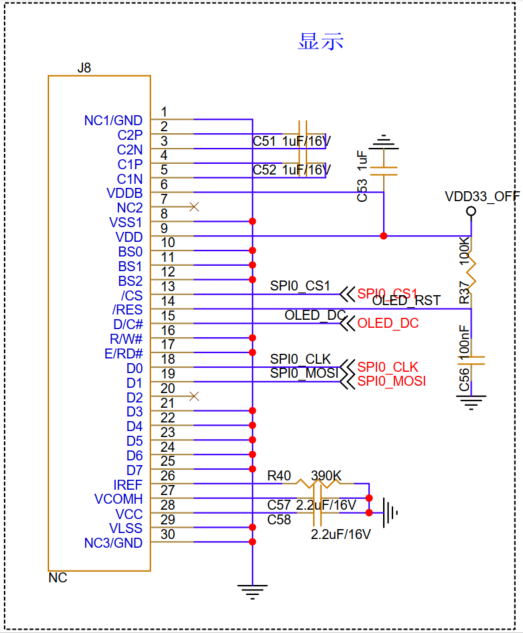 显示
J8
NC1/GND 1
C2P 2
C2N 3
C1P 4
C1N 5
VDDB 6
NC2 7
VSS1 8
VDD 9
BS0 10
BS1 11
BS2 12
/CS 13
/RES 14
D/C# 15
R/W# 16
E/RD# 17
D0 18
D1 19
D2 20
D3 21
D4 22
D5 23
D6 24
D7 25
IREF 26
VCOMH 27
VCC 28
VLSS 29
NC3/GND 30
NC
C51 1uF/16V
C52 1uF/16V
C53 1uF
VDD33_OFF
R37 100K
SPI0_CS1 SPI0_CS1
OLED_RST
OLED_DC OLED_DC
C56 100nF
SPI0_CLK SPI0_CLK
SPI0_MOSI SPI0_MOSI
R40 390K
C57 2.2uF/16V
C58
2.2uF/16V